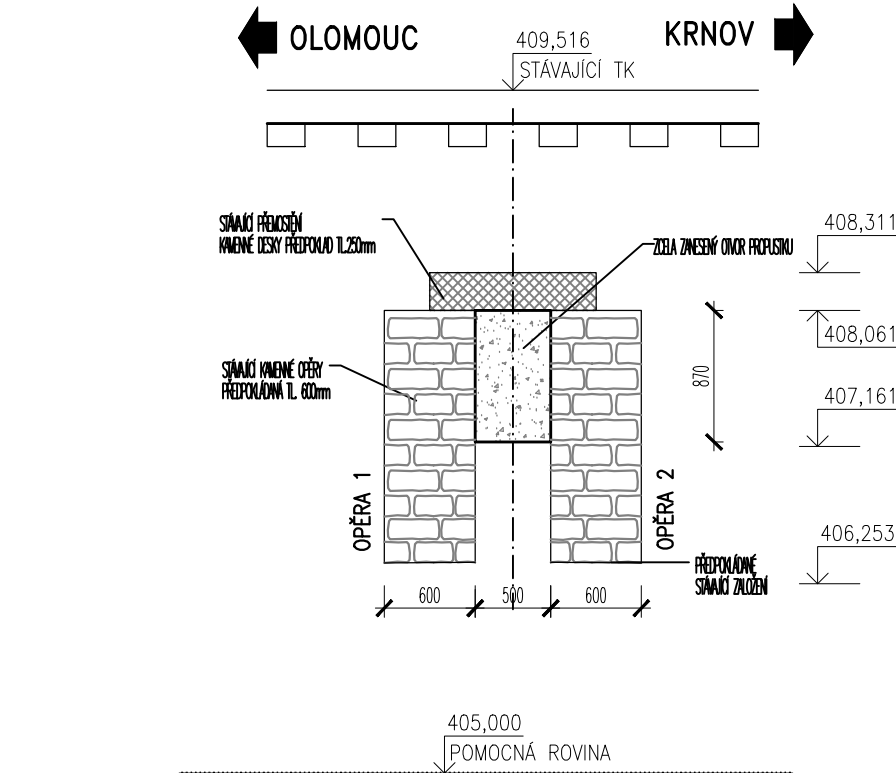 OLOMOUC
KRNOV
409,516
STÁVAJÍCÍ TK
STÁVAJÍCÍ PŘEMOSTĚNÍ
KAMENNÉ DESKY PŘEDPOKLAD TL.250mm
ZCELA ZANESENÝ OTVOR PROPUSTKU
408,311
408,061
870
STÁVAJÍCÍ KAMENNÉ OPĚRY
PŘEDPOKLÁDANÁ TL. 600mm
407,161
OPĚRA 1
OPĚRA 2
406,253
PŘEDPOKLÁDANÉ
STÁVAJÍCÍ ZALOŽENÍ
600
500
600
405,000
POMOCNÁ ROVINA